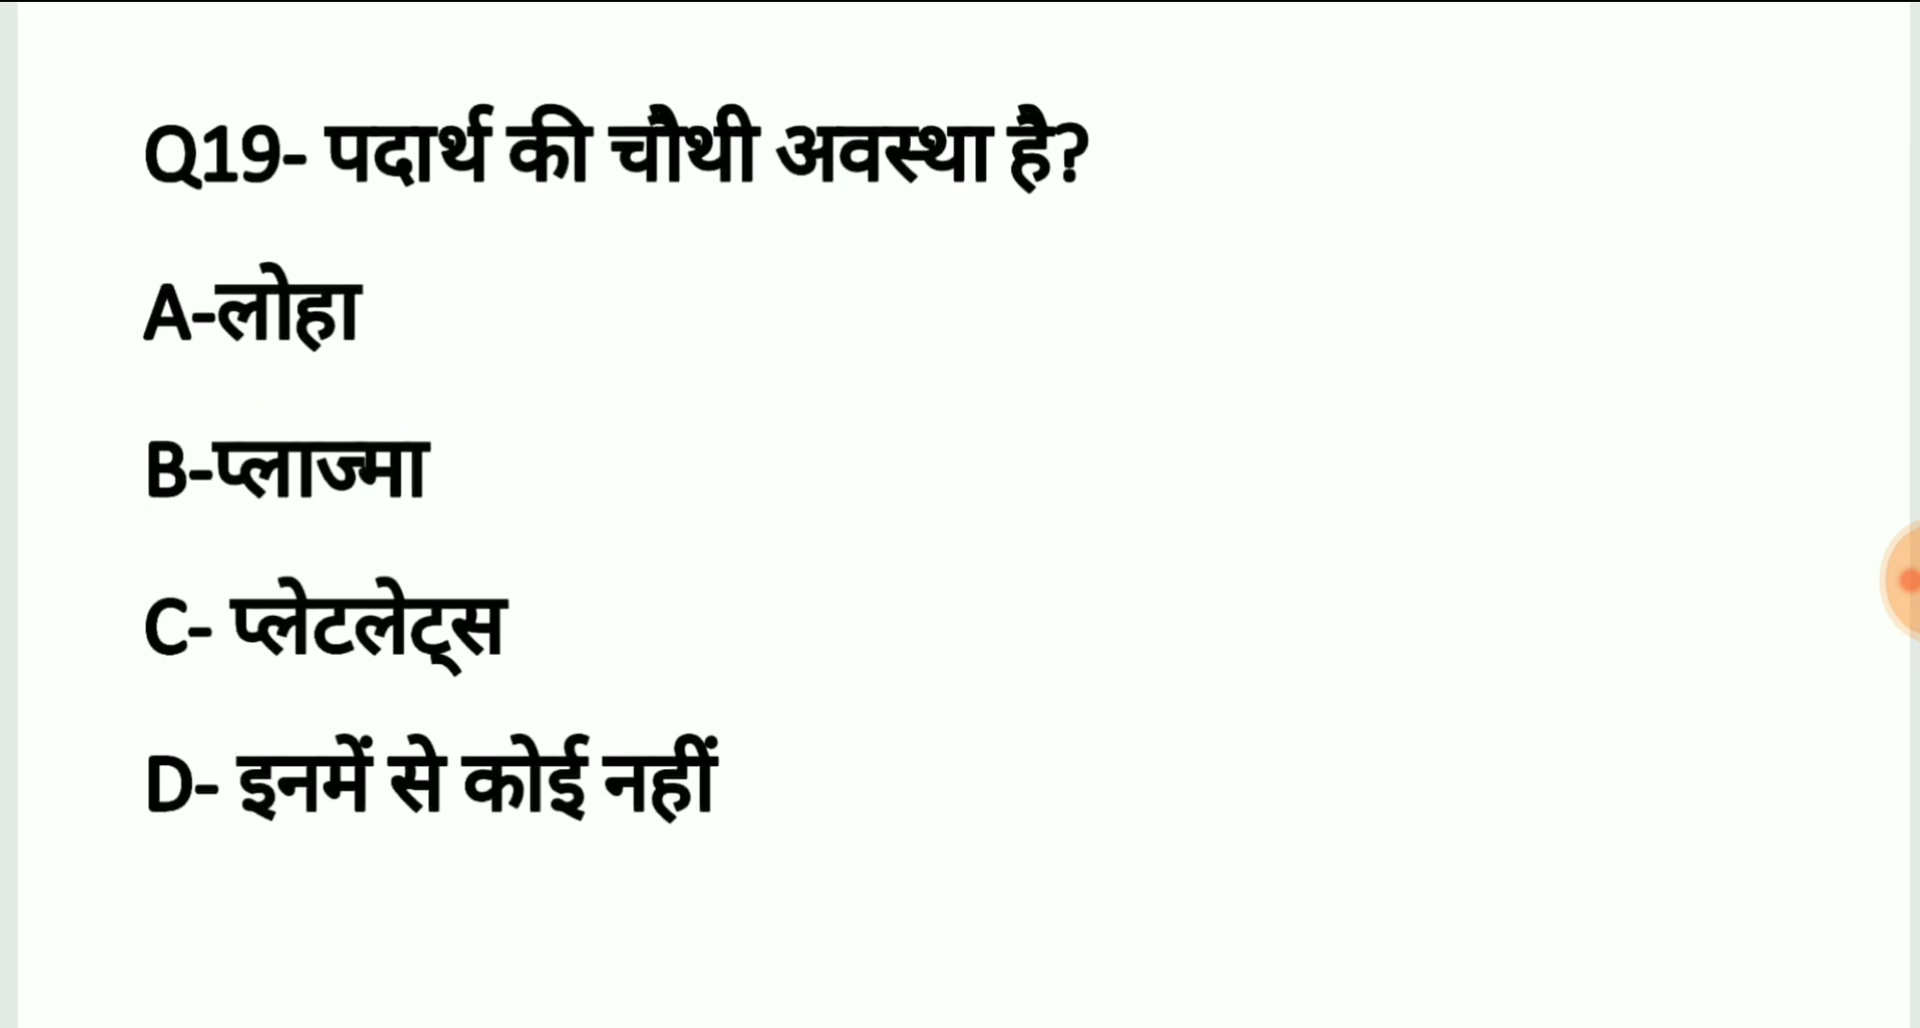 Q19- पदार्थ की चौथी अवस्था है?
A-लोहा
B-प्लाज्मा
C- प्लेटलेट्स
D- इनमें से कोई नहीं